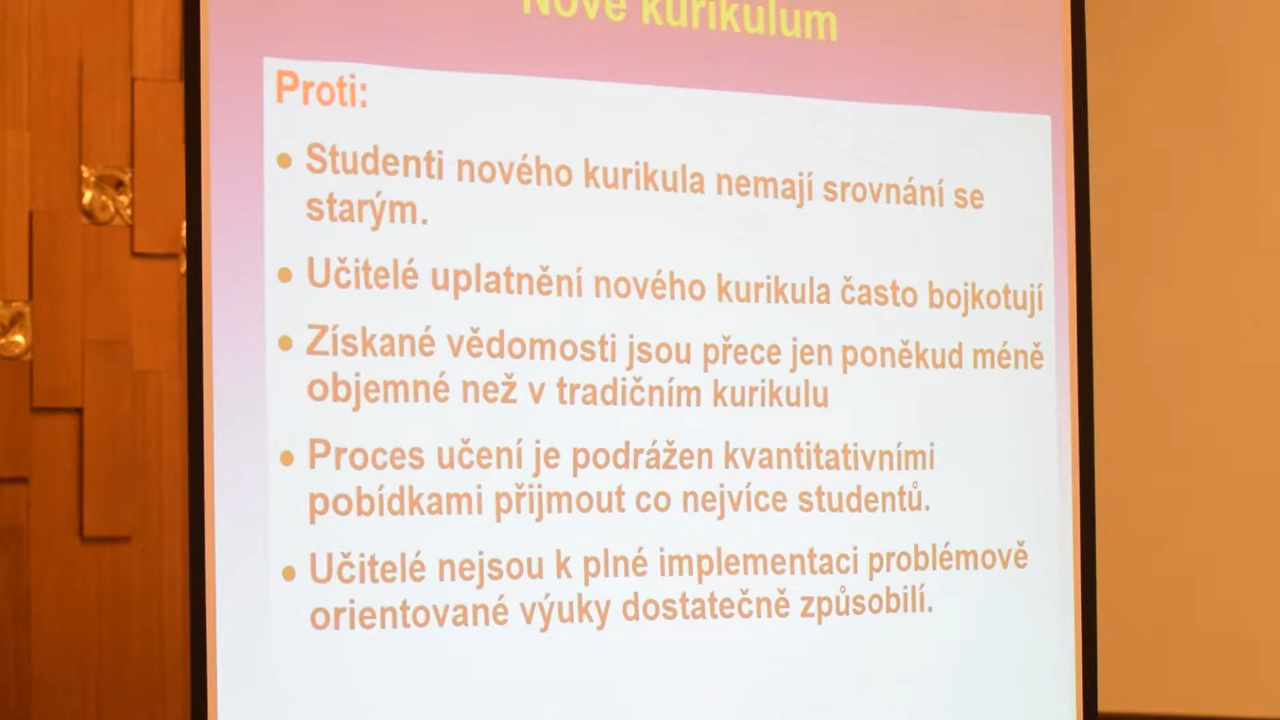 Nové kurikulum
Proti:
• Studenti nového kurikula nemají srovnání se
starým.
• Učitelé uplatnění nového kurikula často bojkotují
• Získané vědomosti jsou přece jen poněkud méně
objemné než v tradičním kurikulu
• Proces učení je podrážen kvantitativními
pobídkami přijmout co nejvíce studentů.
• Učitelé nejsou k plné implementaci problémově
orientované výuky dostatečně způsobilí.